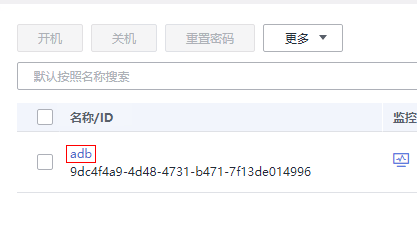 开机 关机 重置密码 更多
默认按照名称搜索
名称/ID 监控
adb
9dc4f4a9-4d48-4731-b471-7f13de014996